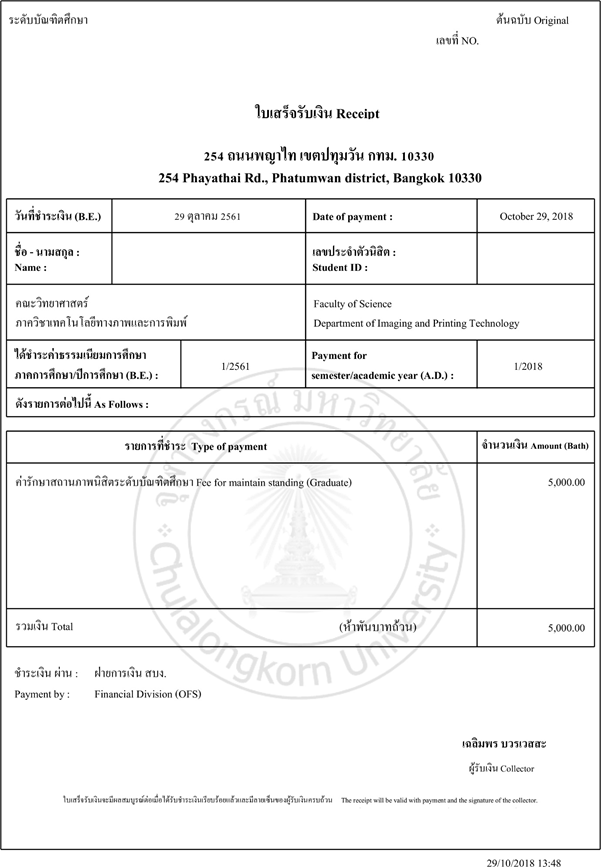 ระดับบัณฑิตศึกษา ต้นฉบับ Original
เลขที่ NO.
ใบเสร็จรับเงิน Receipt
254 ถนนพญาไท เขตปทุมวัน กทม. 10330
254 Phayathai Rd., Phatumwan district, Bangkok 10330
วันที่ชำระเงิน (B.E.) 29 ตุลาคม 2561 Date of payment : October 29, 2018
ชื่อ - นามสกุล : เลขประจำตัวนิสิต :
Name : Student ID :
คณะวิทยาศาสตร์ Faculty of Science
ภาควิชาเทคโนโลยีทางภาพและการพิมพ์ Department of Imaging and Printing Technology
ได้ชำระค่าธรรมเนียมการศึกษา Payment for
ภาคการศึกษา/ปีการศึกษา (B.E.) : 1/2561 semester/academic year (A.D.) : 1/2018
ดังรายการต่อไปนี้ As Follows :
รายการที่ชำระ Type of payment จำนวนเงิน Amount (Bath)
ค่ารักษาสถานภาพนิสิตระดับบัณฑิตศึกษา Fee for maintain standing (Graduate) 5,000.00
จุฬาลงกรณ์มหาวิทยาลัย
Chulalongkorn University
รวมเงิน Total (ห้าพันบาทถ้วน) 5,000.00
ชำระเงิน ผ่าน : ฝ่ายการเงิน สบง.
Payment by : Financial Division (OFS)
เฉลิมพร บวรเวสสะ
ผู้รับเงิน Collector
ใบเสร็จรับเงินจะมีผลสมบูรณ์ต่อเมื่อได้รับชำระเงินเรียบร้อยแล้วและมีลายเซ็นของผู้รับเงินครบถ้วน The receipt will be valid with payment and the signature of the collector.
29/10/2018 13:48